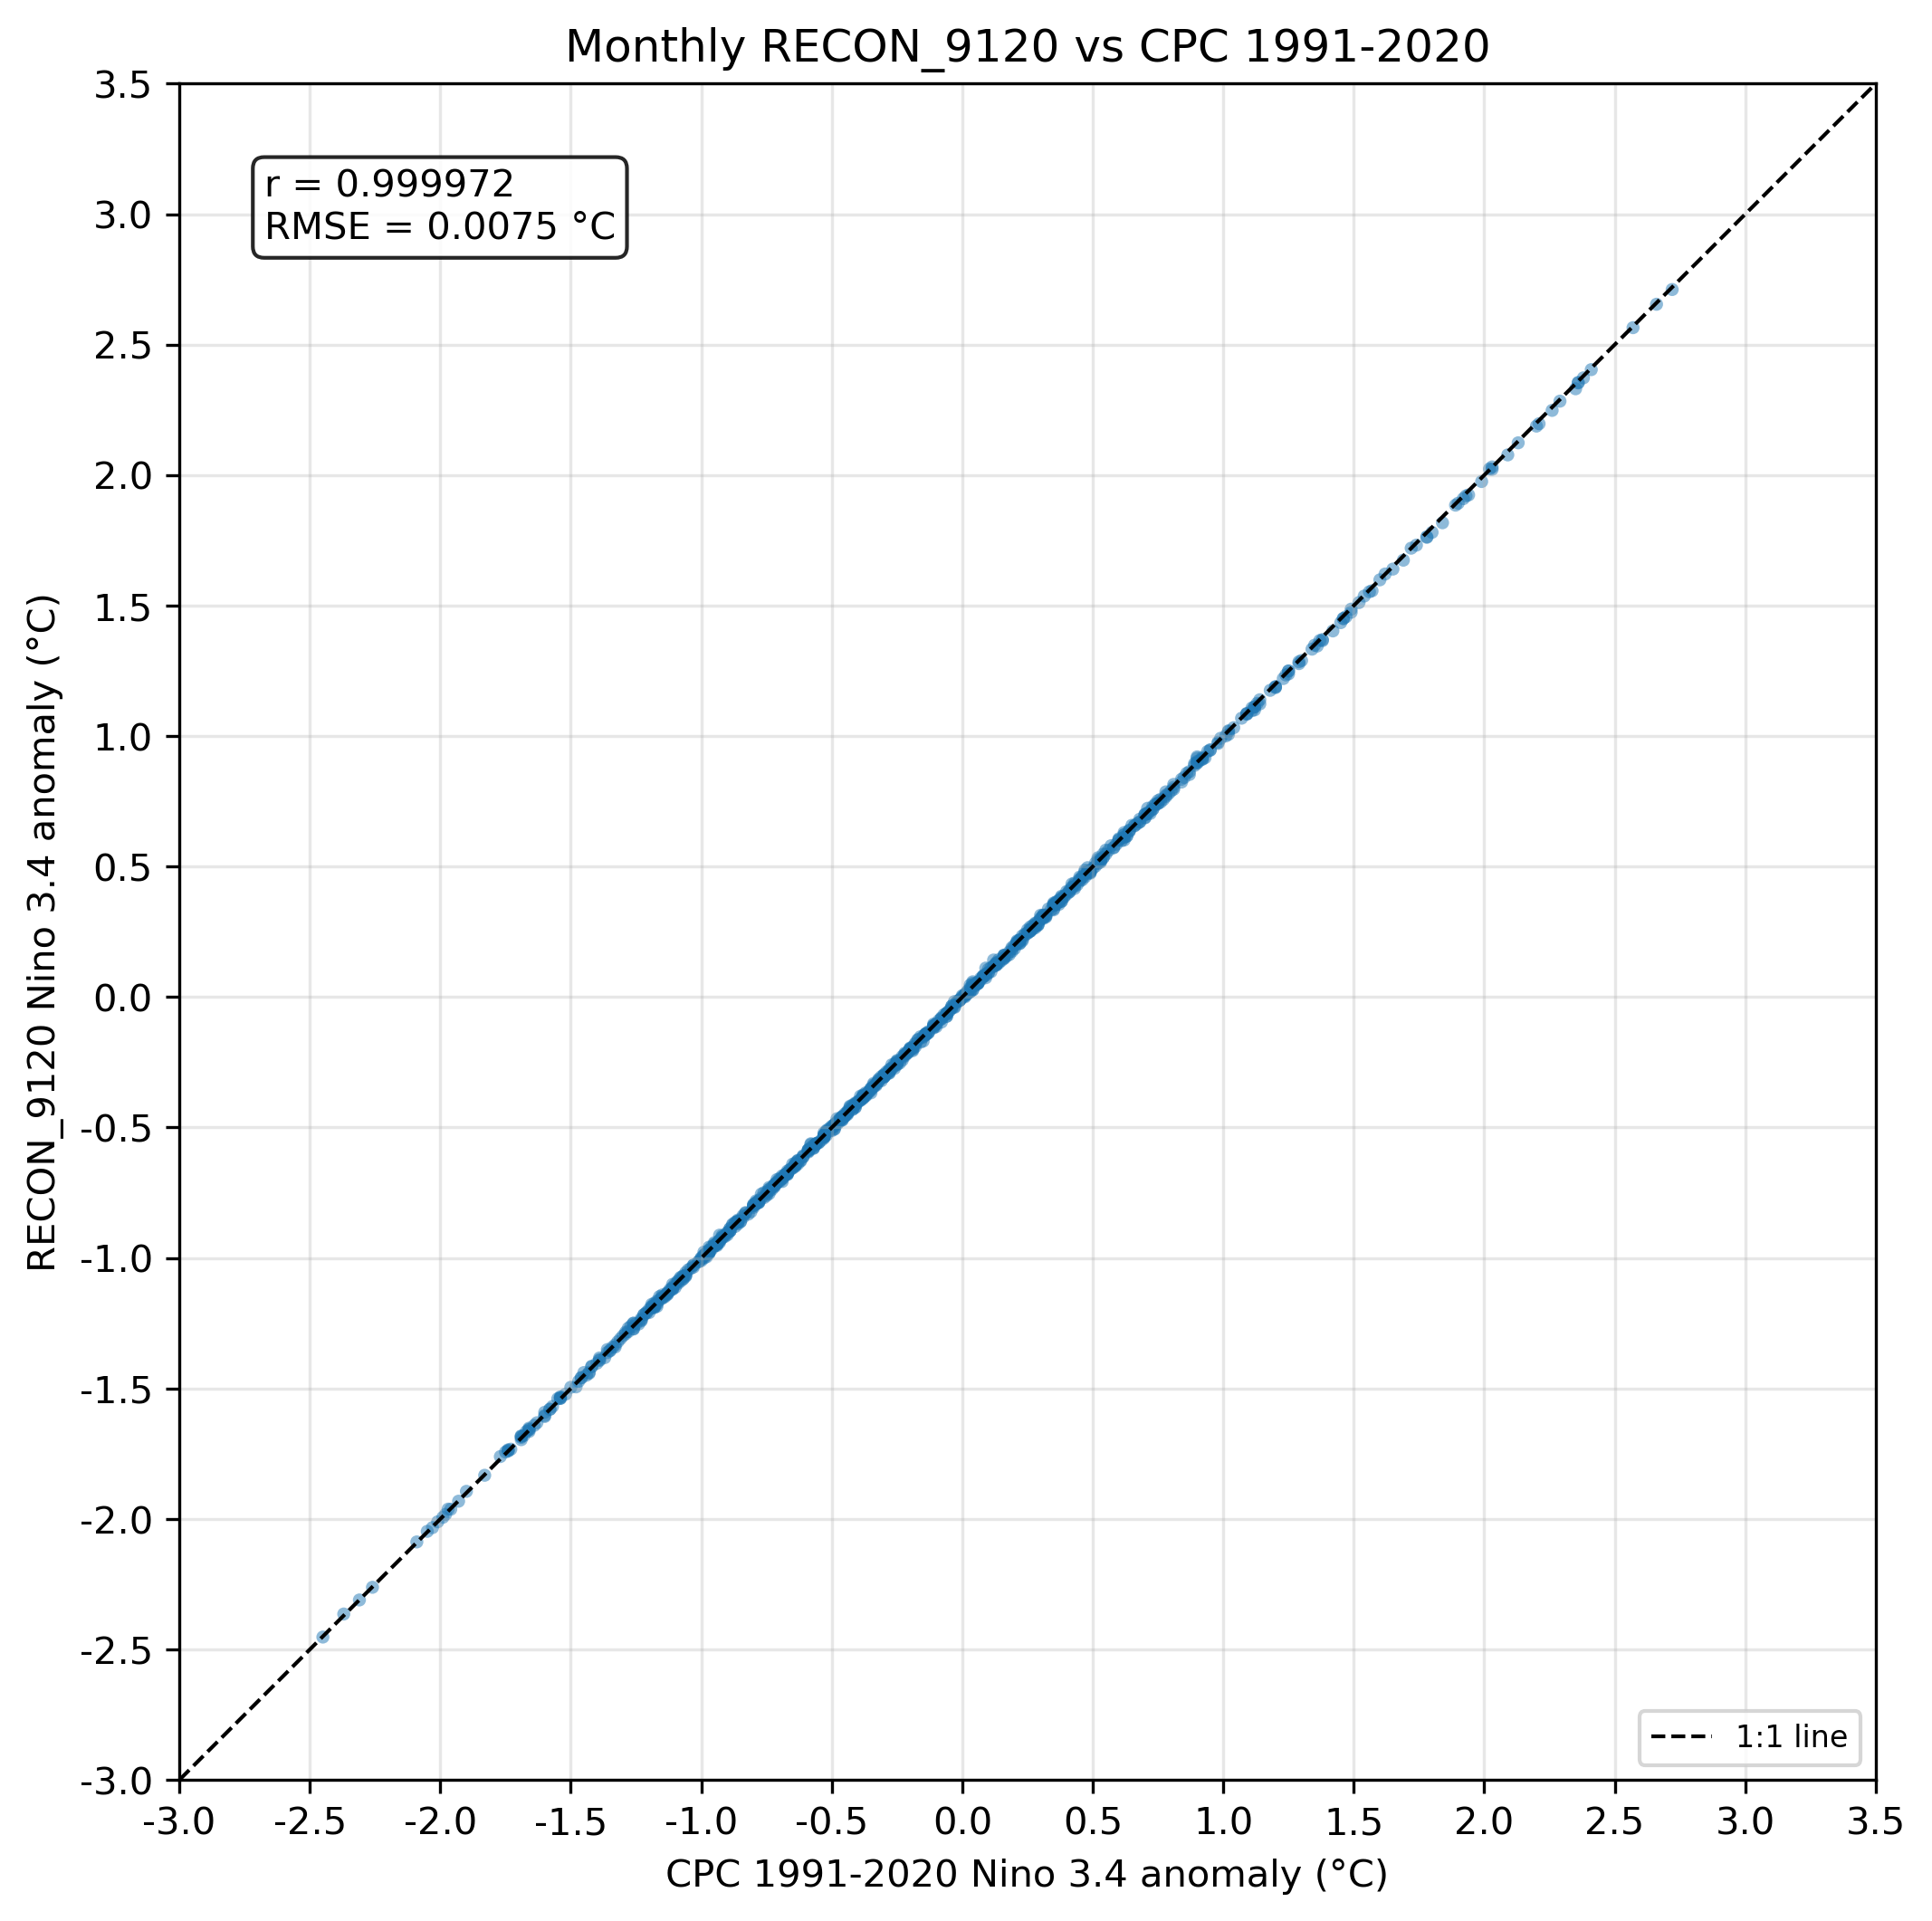 Monthly RECON_9120 vs CPC 1991-2020
r = 0.999972
RMSE = 0.0075 °C
RECON_9120 Nino 3.4 anomaly (°C)
3.5
3.0
2.5
2.0
1.5
1.0
0.5
0.0
-0.5
-1.0
-1.5
-2.0
-2.5
-3.0
1:1 line
-3.0 -2.5 -2.0 -1.5 -1.0 -0.5 0.0 0.5 1.0 1.5 2.0 2.5 3.0 3.5
CPC 1991-2020 Nino 3.4 anomaly (°C)